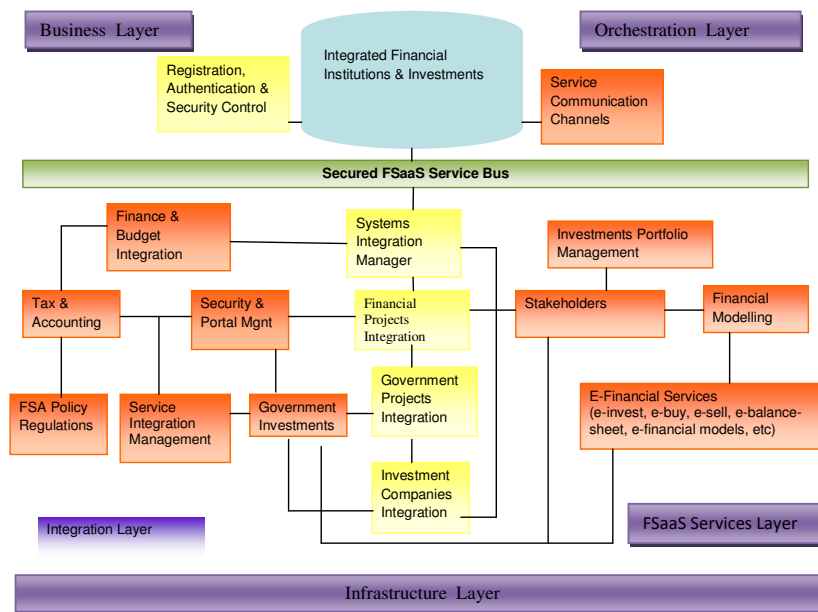 Business Layer
Orchestration Layer
Integrated Financial
Institutions & Investments
Registration,
Authentication &
Security Control
Service
Communication
Channels
Secured FSaaS Service Bus
Finance &
Budget
Integration
Systems
Integration
Manager
Investments Portfolio
Management
Tax &
Accounting
Security &
Portal Mgnt
Financial
Projects
Integration
Stakeholders
Financial
Modelling
FSA Policy
Regulations
Service
Integration
Management
Government
Investments
Government
Projects
Integration
E-Financial Services
(e-invest, e-buy, e-sell, e-balance-
sheet, e-financial models, etc)
Investment
Companies
Integration
Integration Layer
FSaaS Services Layer
Infrastructure Layer